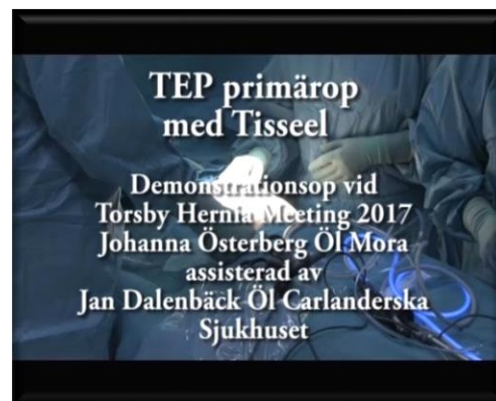 TEP primärop
med Tisseel
Demonstrationsop vid
Torsby Hernia Meeting 2017
Johanna Österberg Öl Mora
assisterad av
Jan Dalenbäck Öl Carlanderska
Sjukhuset